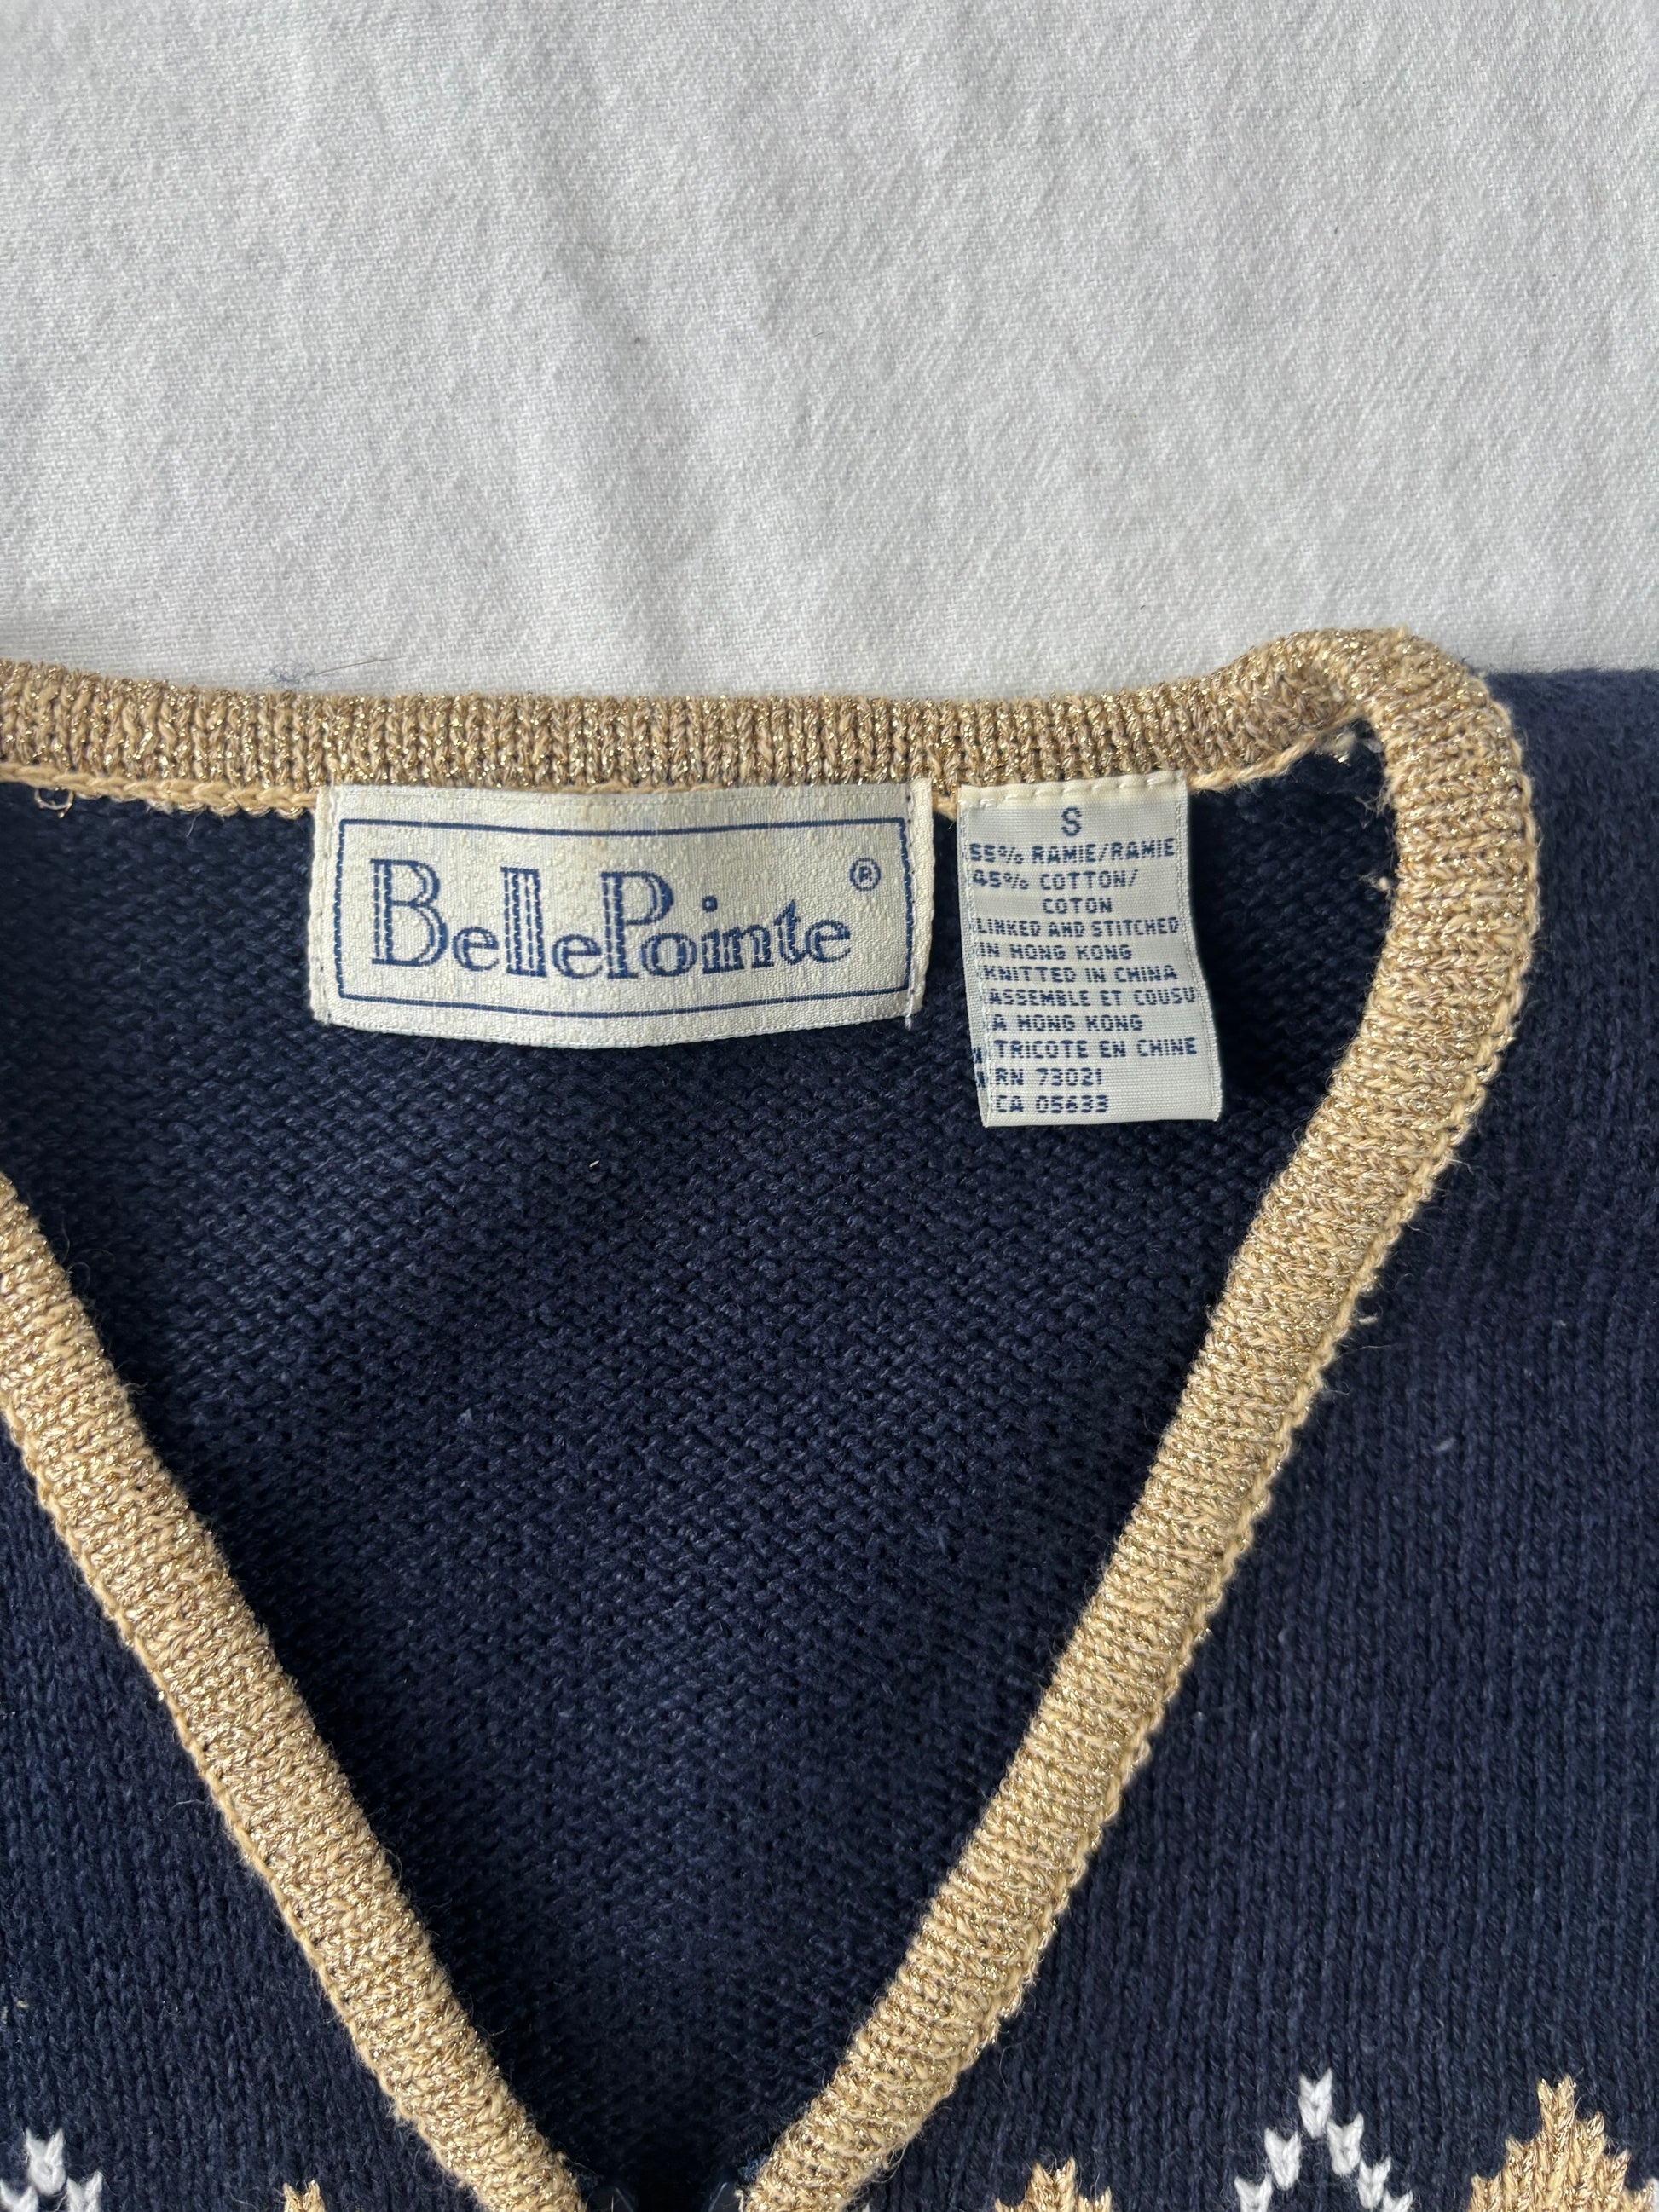 BellePointe®
S
55% RAMIE/RAMIE
45% COTTON/
COTON
LINKED AND STITCHED
IN HONG KONG
KNITTED IN CHINA
ASSEMBLE ET COUSU
A HONG KONG
TRICOTE EN CHINE
RN 73021
CA 05633